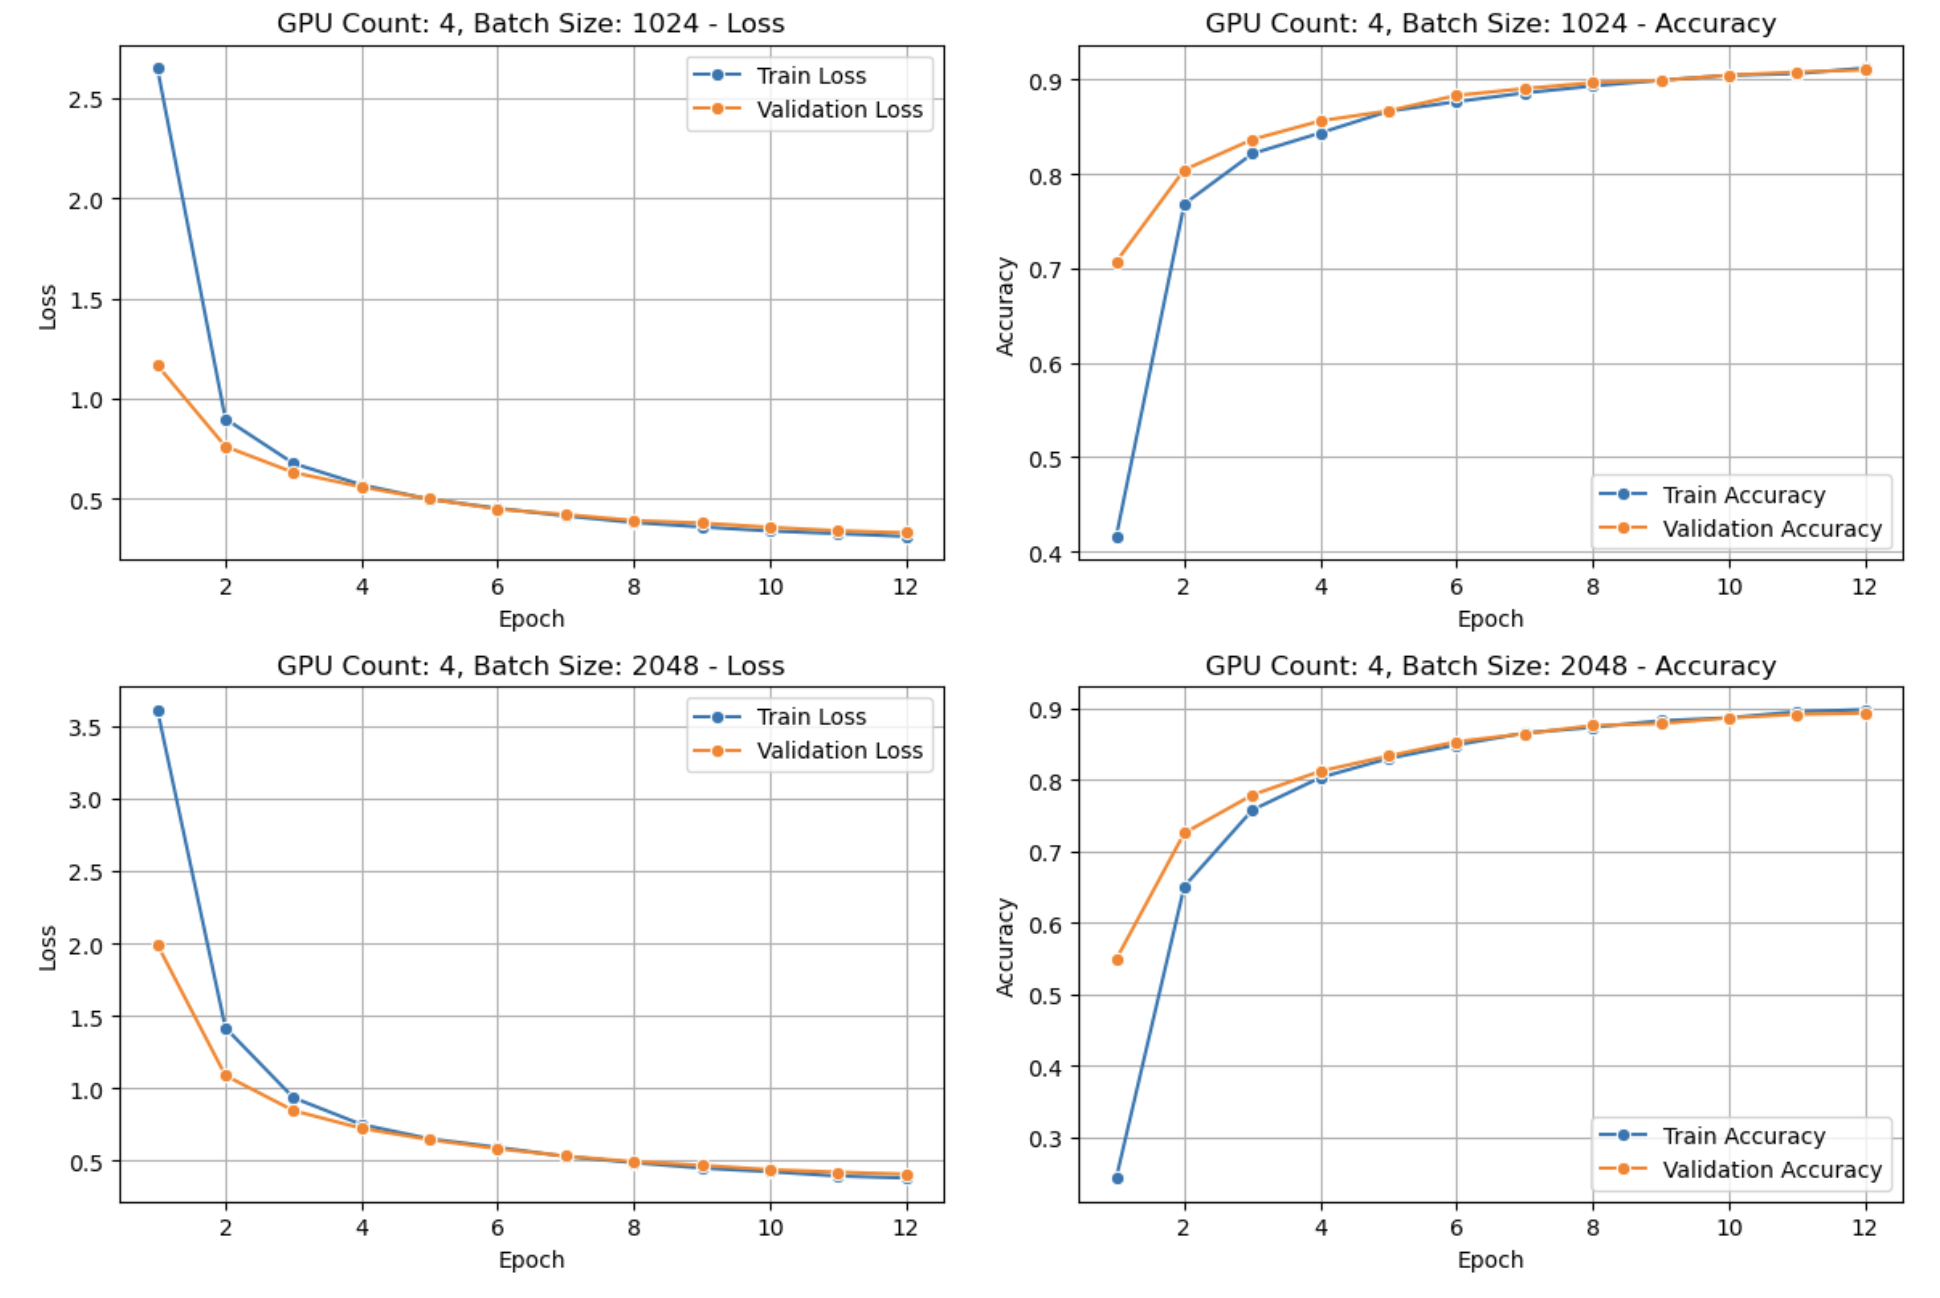 GPU Count: 4, Batch Size: 1024 - Loss
Train Loss
Validation Loss
2.5
2.0
1.5
1.0
0.5
Loss
2 4 6 8 10 12
Epoch
GPU Count: 4, Batch Size: 1024 - Accuracy
0.9
0.8
0.7
0.6
0.5
0.4
Accuracy
Train Accuracy
Validation Accuracy
2 4 6 8 10 12
Epoch
GPU Count: 4, Batch Size: 2048 - Loss
Train Loss
Validation Loss
3.5
3.0
2.5
2.0
1.5
1.0
0.5
Loss
2 4 6 8 10 12
Epoch
GPU Count: 4, Batch Size: 2048 - Accuracy
0.9
0.8
0.7
0.6
0.5
0.4
0.3
Accuracy
Train Accuracy
Validation Accuracy
2 4 6 8 10 12
Epoch